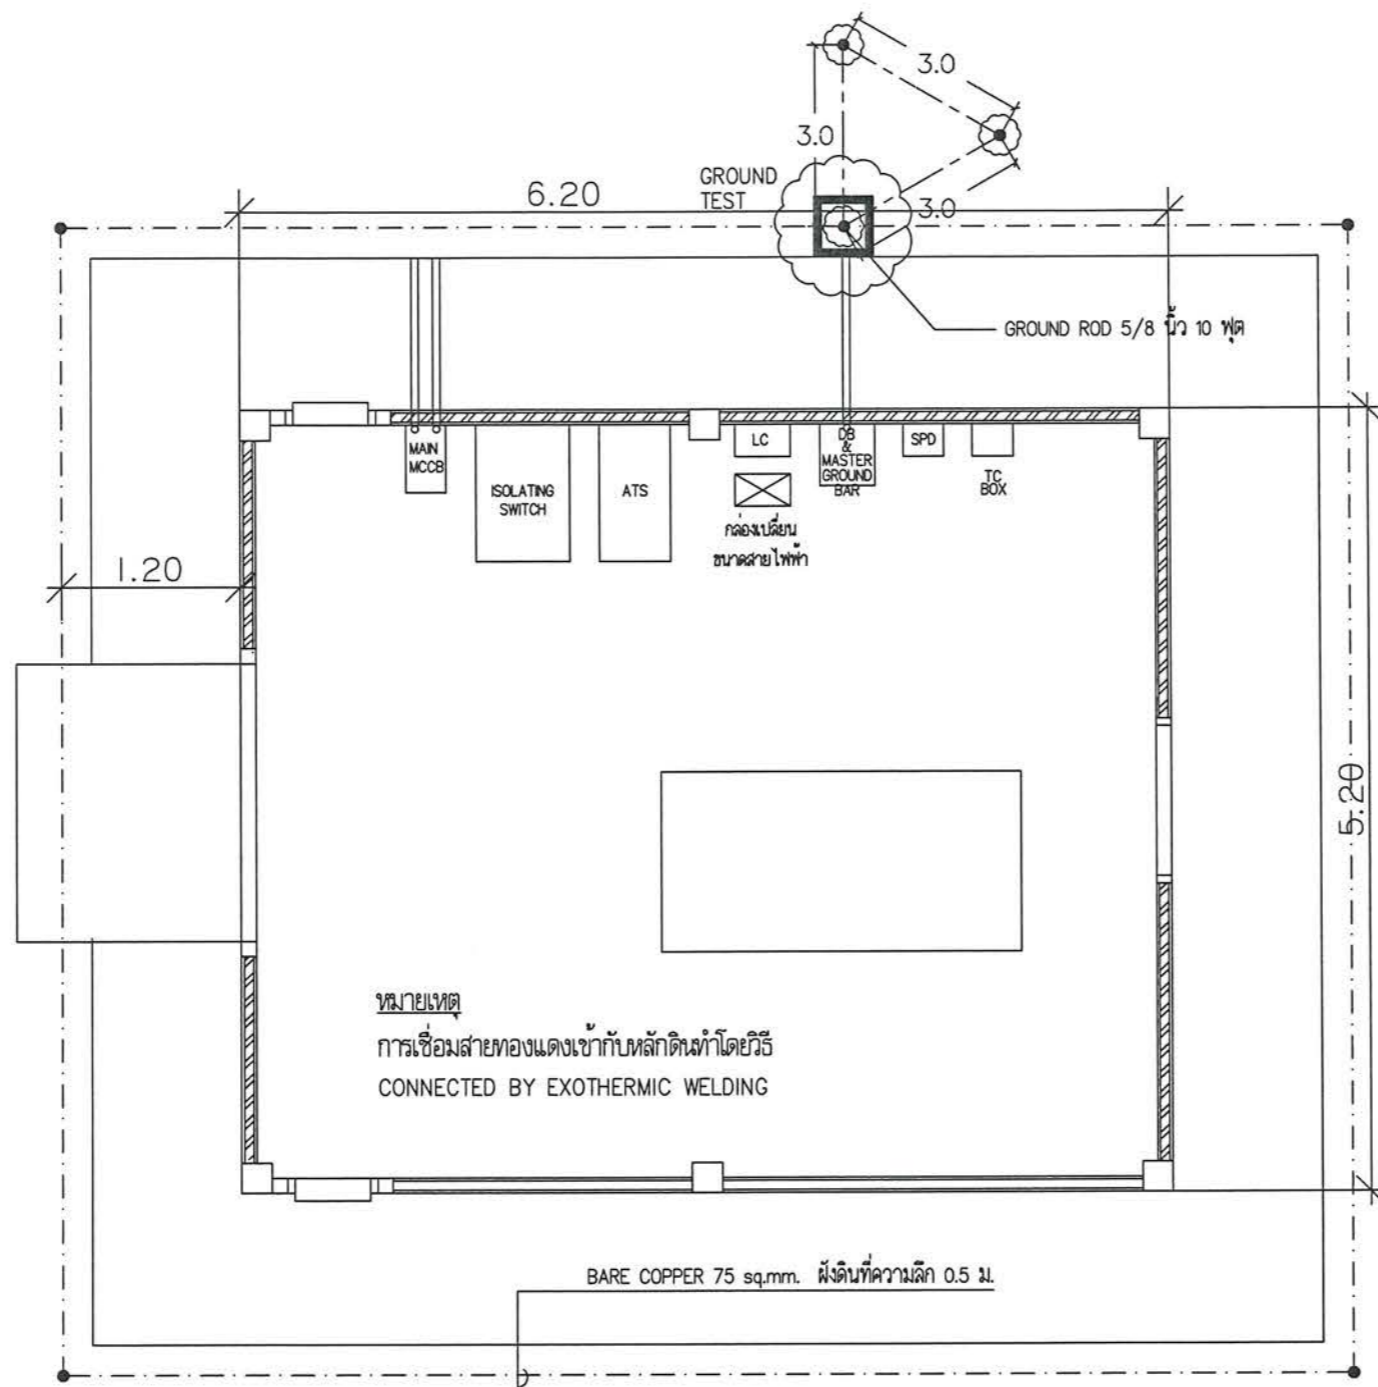 3.0
3.0
GROUND
TEST
6.20
3.0
GROUND ROD 5/8 นิ้ว 10 ฟุต
MAIN
MCCB
ISOLATING
SWITCH
ATS
LC
DB
&
MASTER
GROUND
BAR
SPD
TC
BOX
กล่องเปลี่ยน
ขนาดสายไฟฟ้า
1.20
5.20
หมายเหตุ
การเชื่อมสายทองแดงเข้ากับหลักดินทำโดยวิธี
CONNECTED BY EXOTHERMIC WELDING
BARE COPPER 75 sq.mm. ฝังดินที่ความลึก 0.5 ม.